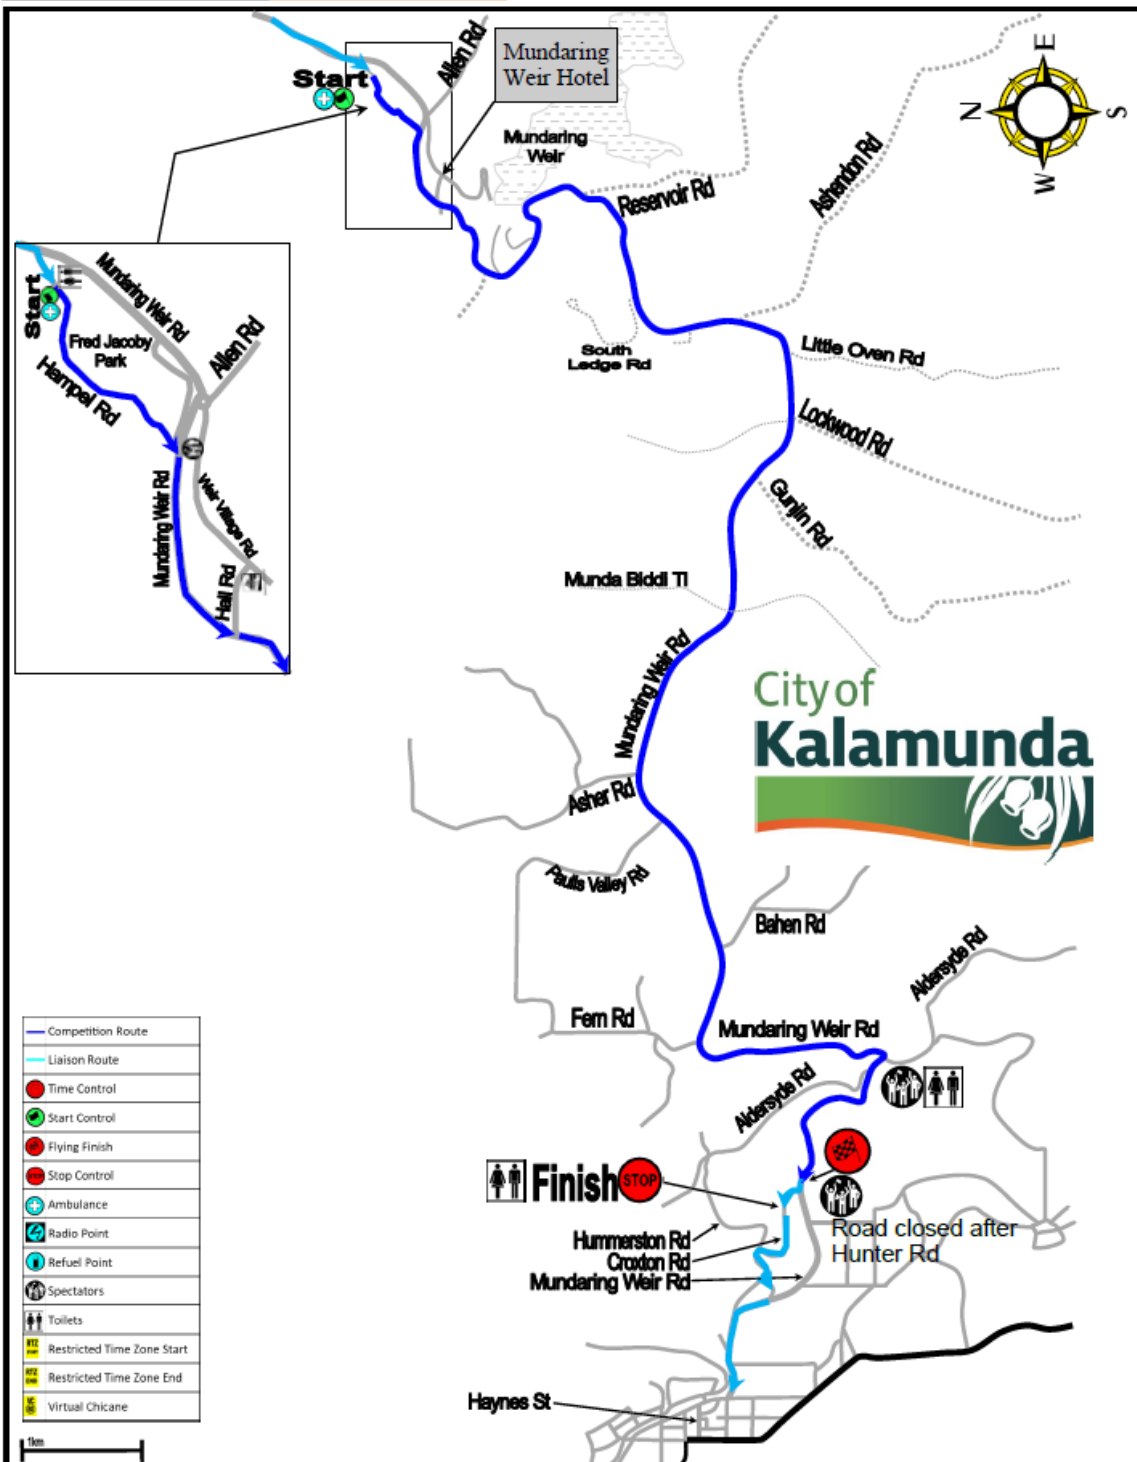 Start
Allen Rd
Mundaring
Weir Hotel
E
N
S
W
Mundaring
Weir
Reservoir Rd
Ashendon Rd
Start
Mundaring Weir Rd
Allen Rd
Fred Jacoby
Park
Hampel Rd
Mundaring Weir Rd
Weir Village Rd
Hall Rd
South
Ledge Rd
Little Oven Rd
Lockwood Rd
Gunjin Rd
Munda Biddi Tl
Mundaring Weir Rd
City of
Kalamunda
Asher Rd
Paulls Valley Rd
Bahen Rd
Aldersyde Rd
Fern Rd
Mundaring Weir Rd
Aldersyde Rd
Finish
STOP
Road closed after
Hunter Rd
Hummerston Rd
Croxton Rd
Mundaring Weir Rd
Haynes St
Competition Route
Liaison Route
Time Control
Start Control
Flying Finish
STOP
Stop Control
Ambulance
Radio Point
Refuel Point
Spectators
Toilets
RTZ
Restricted Time Zone Start
RTZ
END
Restricted Time Zone End
Virtual Chicane
1km